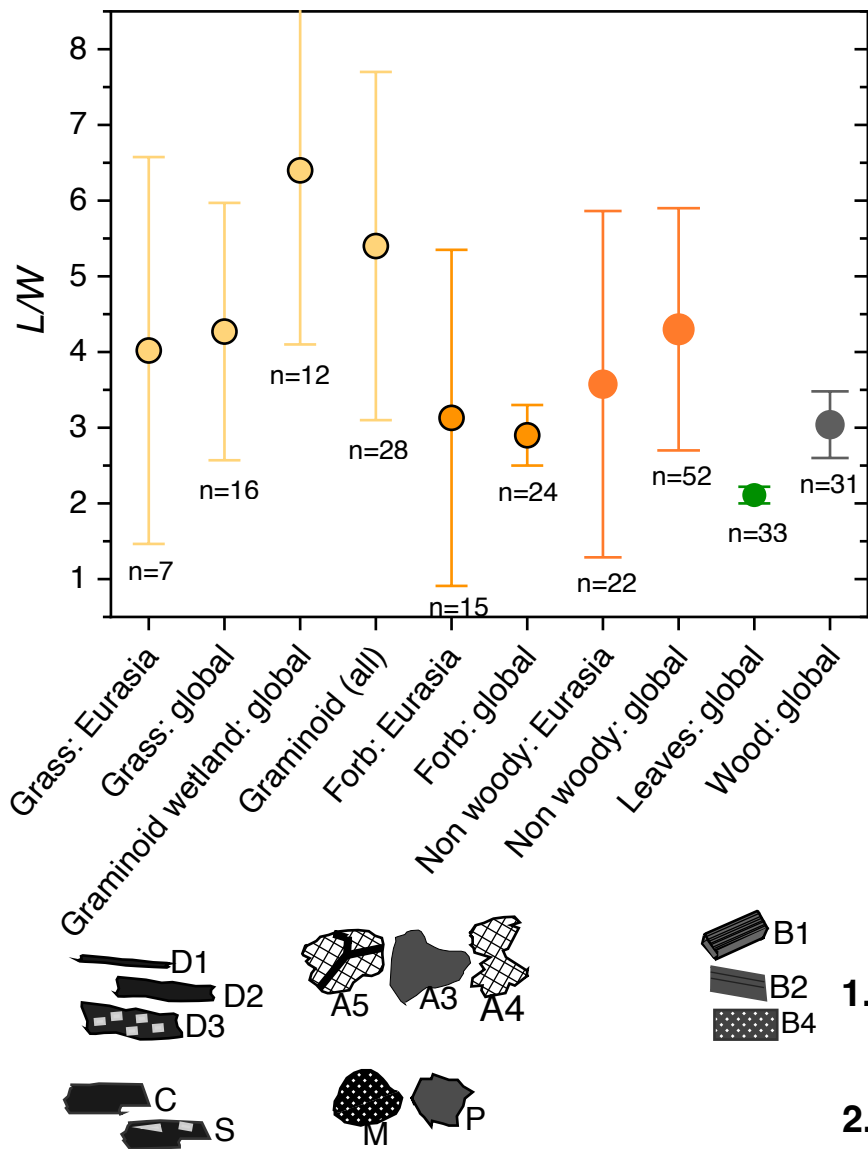 8
7
6
5
4
3
2
1
L/W
n=7
n=16
n=12
n=28
n=15
n=24
n=22
n=52
n=33
n=31
Grass: Eurasia
Grass: global
Graminoid wetland: global
Graminoid (all)
Forb: Eurasia
Forb: global
Non woody: Eurasia
Non woody: global
Leaves: global
Wood: global
D1
D2
D3
A5
A3
A4
B1
B2
B4
1.
C
S
M
P
2.